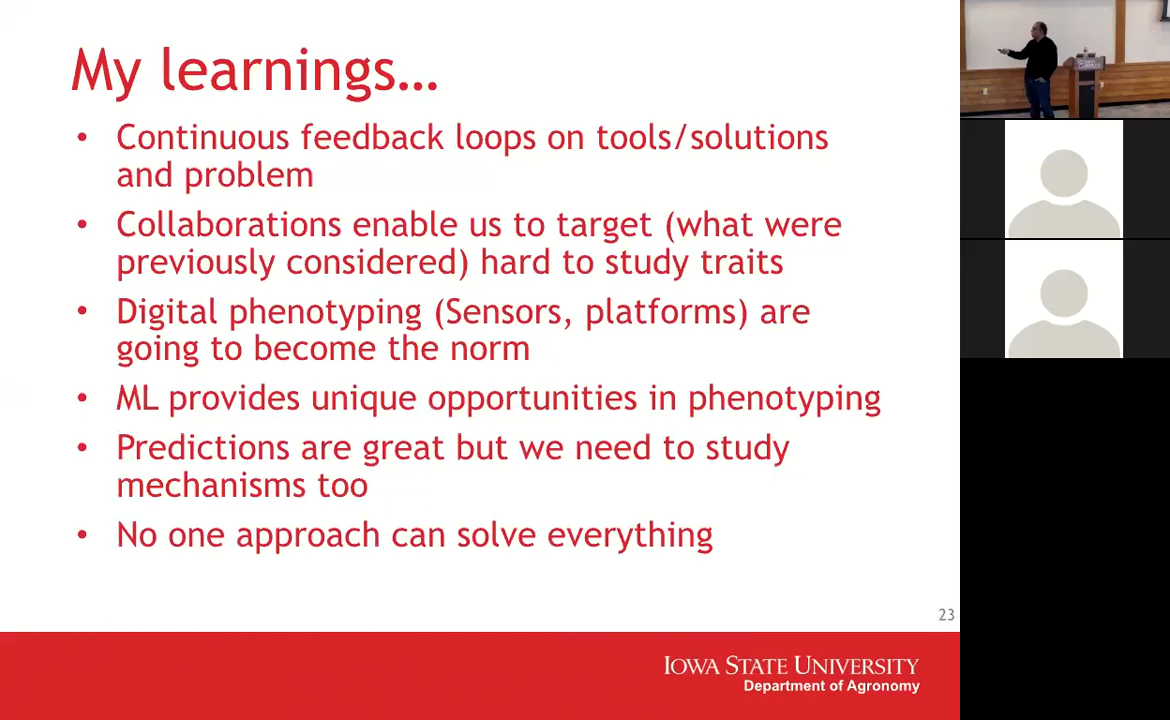 My learnings...
• Continuous feedback loops on tools/solutions
and problem
• Collaborations enable us to target (what were
previously considered) hard to study traits
• Digital phenotyping (Sensors, platforms) are
going to become the norm
• ML provides unique opportunities in phenotyping
• Predictions are great but we need to study
mechanisms too
• No one approach can solve everything
23
IOWA STATE UNIVERSITY
Department of Agronomy